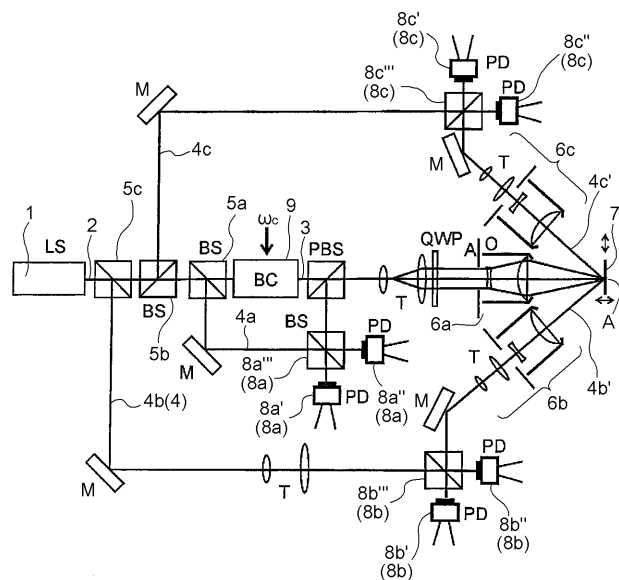 8c' (8c)
PD
8c'' (8c)
8c''' (8c)
PD
M
4c
M
T
6c
4c'
7
1
LS
2
5c
5a
BS
ωc
9
BC
3
PBS
QWP
A
O
T
6a
A
BS
5b
4a
BS
M
PD
8a''' (8a)
8a'' (8a)
8a' (8a)
PD
4b(4)
M
T
M
T
4b'
6b
PD
8b''' (8b)
8b'' (8b)
PD
8b' (8b)